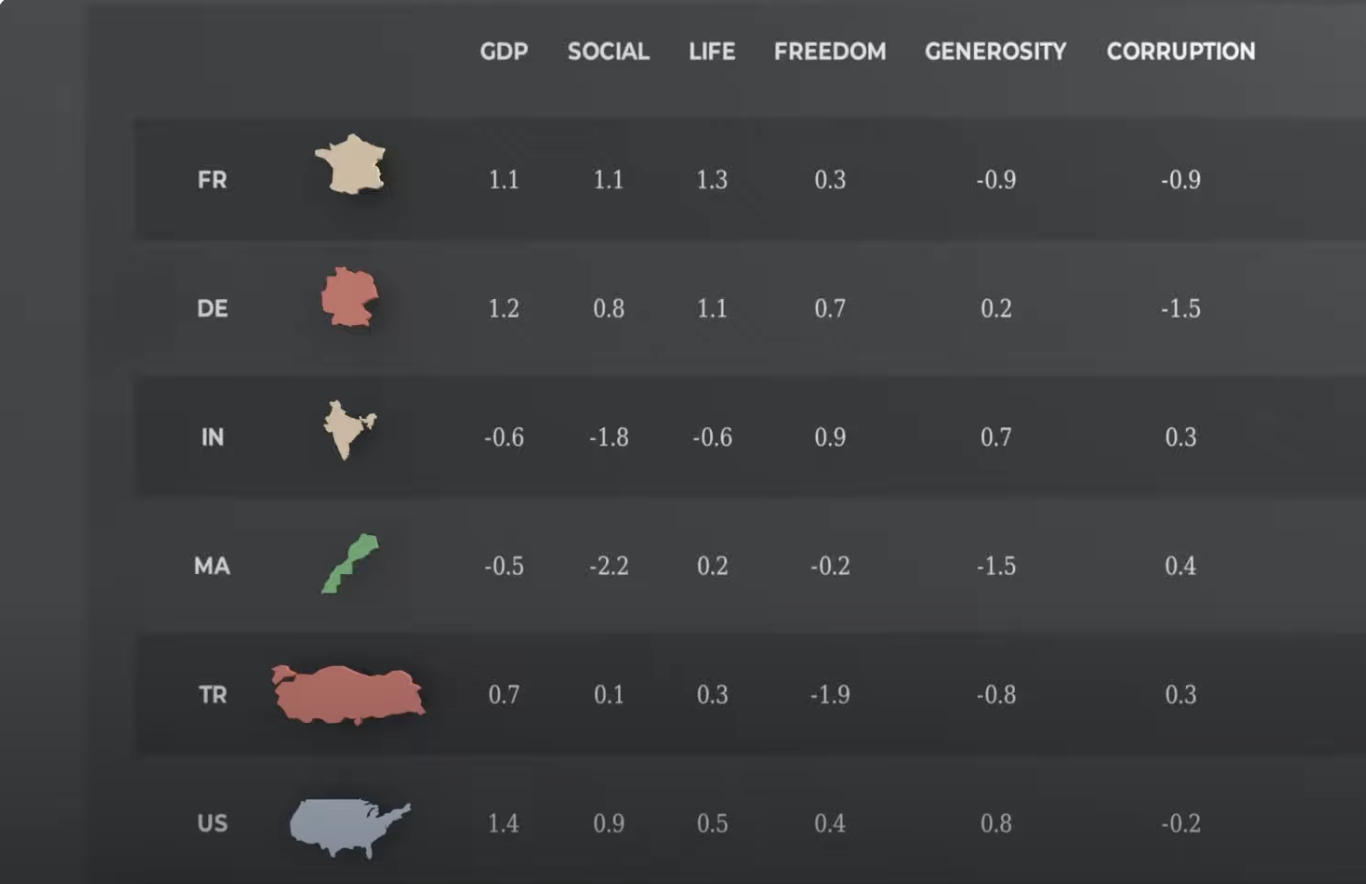 GDP SOCIAL LIFE FREEDOM GENEROSITY CORRUPTION
FR 1.1 1.1 1.3 0.3 -0.9 -0.9
DE 1.2 0.8 1.1 0.7 0.2 -1.5
IN -0.6 -1.8 -0.6 0.9 0.7 0.3
MA -0.5 -2.2 0.2 -0.2 -1.5 0.4
TR 0.7 0.1 0.3 -1.9 -0.8 0.3
US 1.4 0.9 0.5 0.4 0.8 -0.2